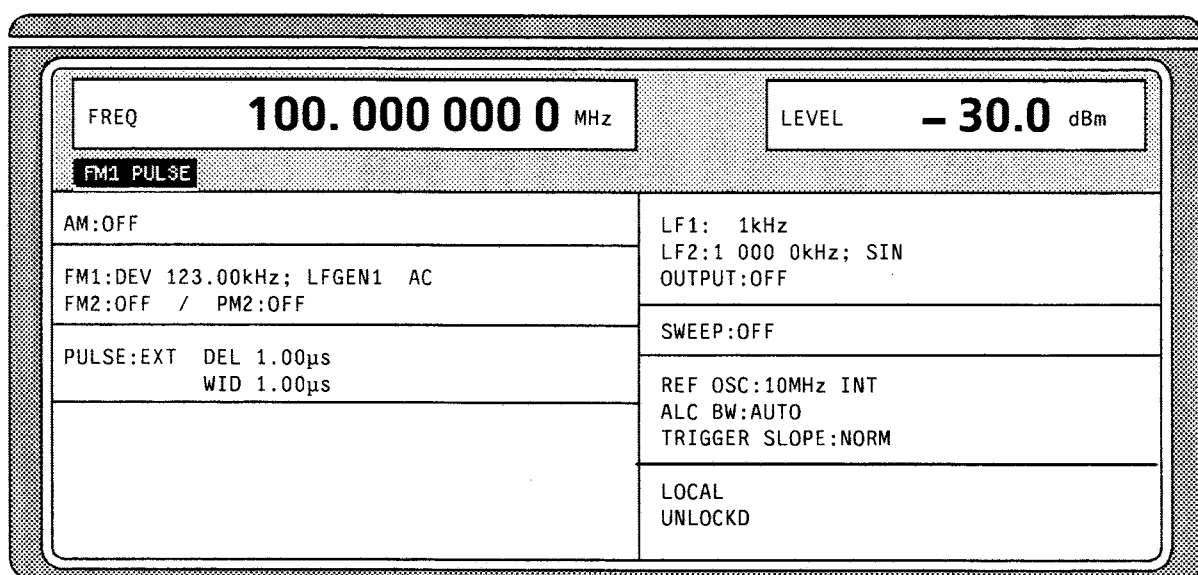 FREQ 100. 000 000 0 MHz
LEVEL – 30.0 dBm
FM1 PULSE
AM:OFF
FM1:DEV 123.00kHz; LFGEN1 AC
FM2:OFF / PM2:OFF
PULSE:EXT DEL 1.00µs
WID 1.00µs
LF1: 1kHz
LF2:1 000 0kHz; SIN
OUTPUT:OFF
SWEEP:OFF
REF OSC:10MHz INT
ALC BW:AUTO
TRIGGER SLOPE:NORM
LOCAL
UNLOCKD